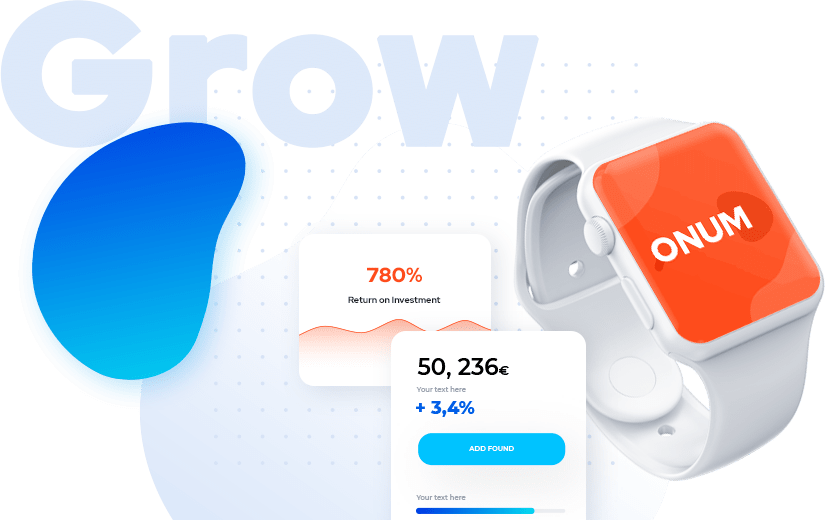 Grow
ONUM
780%
Return on Investment
50, 236€
Your text here
+ 3,4%
ADD FOUND
Your text here